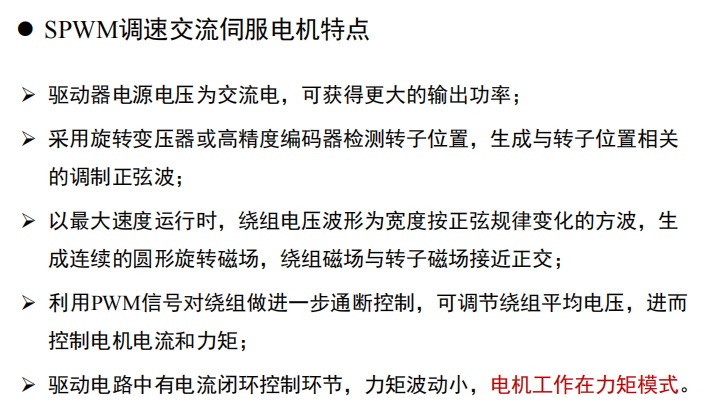 ● SPWM调速交流伺服电机特点
➢ 驱动器电源电压为交流电，可获得更大的输出功率；
➢ 采用旋转变压器或高精度编码器检测转子位置，生成与转子位置相关
的调制正弦波；
➢ 以最大速度运行时，绕组电压波形为宽度按正弦规律变化的方波，生
成连续的圆形旋转磁场，绕组磁场与转子磁场接近正交；
➢ 利用PWM信号对绕组做进一步通断控制，可调节绕组平均电压，进而
控制电机电流和力矩；
➢ 驱动电路中有电流闭环控制环节，力矩波动小，电机工作在力矩模式。